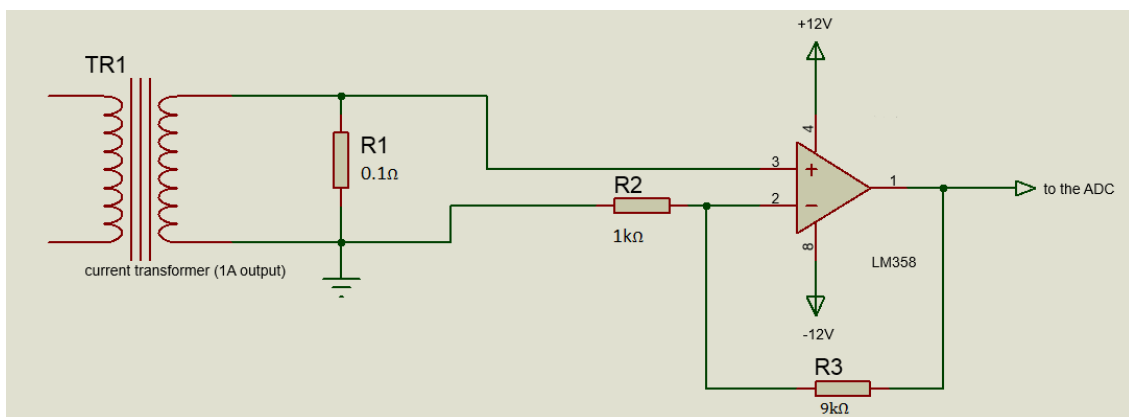 +12V
TR1
4
R1
0.1Ω
3
+
R2
1
to the ADC
2
−
1kΩ
8
LM358
current transformer (1A output)
-12V
R3
9kΩ